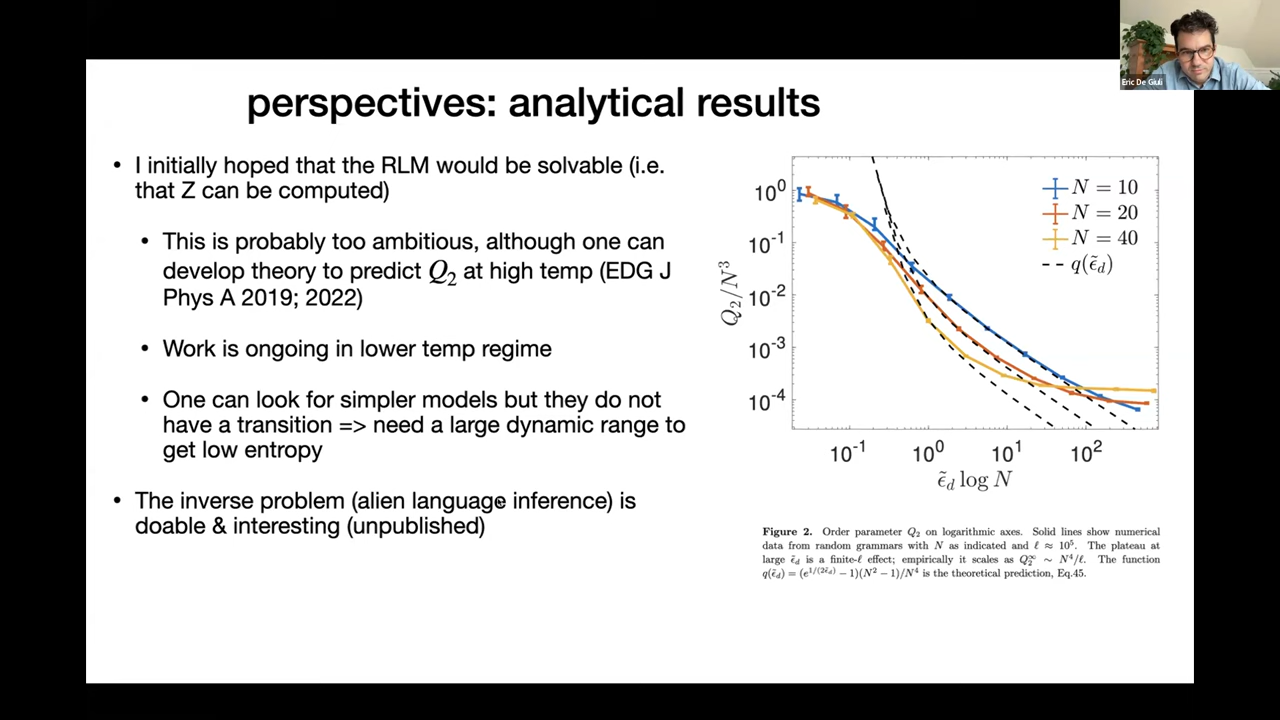 Eric De Giuli
perspectives: analytical results
• I initially hoped that the RLM would be solvable (i.e.
that Z can be computed)
• This is probably too ambitious, although one can
develop theory to predict Q₂ at high temp (EDG J
Phys A 2019; 2022)
• Work is ongoing in lower temp regime
• One can look for simpler models but they do not
have a transition => need a large dynamic range to
get low entropy
• The inverse problem (alien language inference) is
doable & interesting (unpublished)
N = 10
N = 20
N = 40
q(ϵ̃_d)
Q₂/N³
10⁰
10⁻¹
10⁻²
10⁻³
10⁻⁴
10⁻¹ 10⁰ 10¹ 10²
ϵ̃_d log N
Figure 2. Order parameter Q₂ on logarithmic axes. Solid lines show numerical
data from random grammars with N as indicated and ℓ ≈ 10⁵. The plateau at
large ϵ̃_d is a finite-ℓ effect; empirically it scales as Q₂^∞ ∼ N⁴/ℓ. The function
q(ϵ̃_d) = (e^{1/(2ϵ̃_d)} − 1)(N² − 1)/N⁴ is the theoretical prediction, Eq.45.